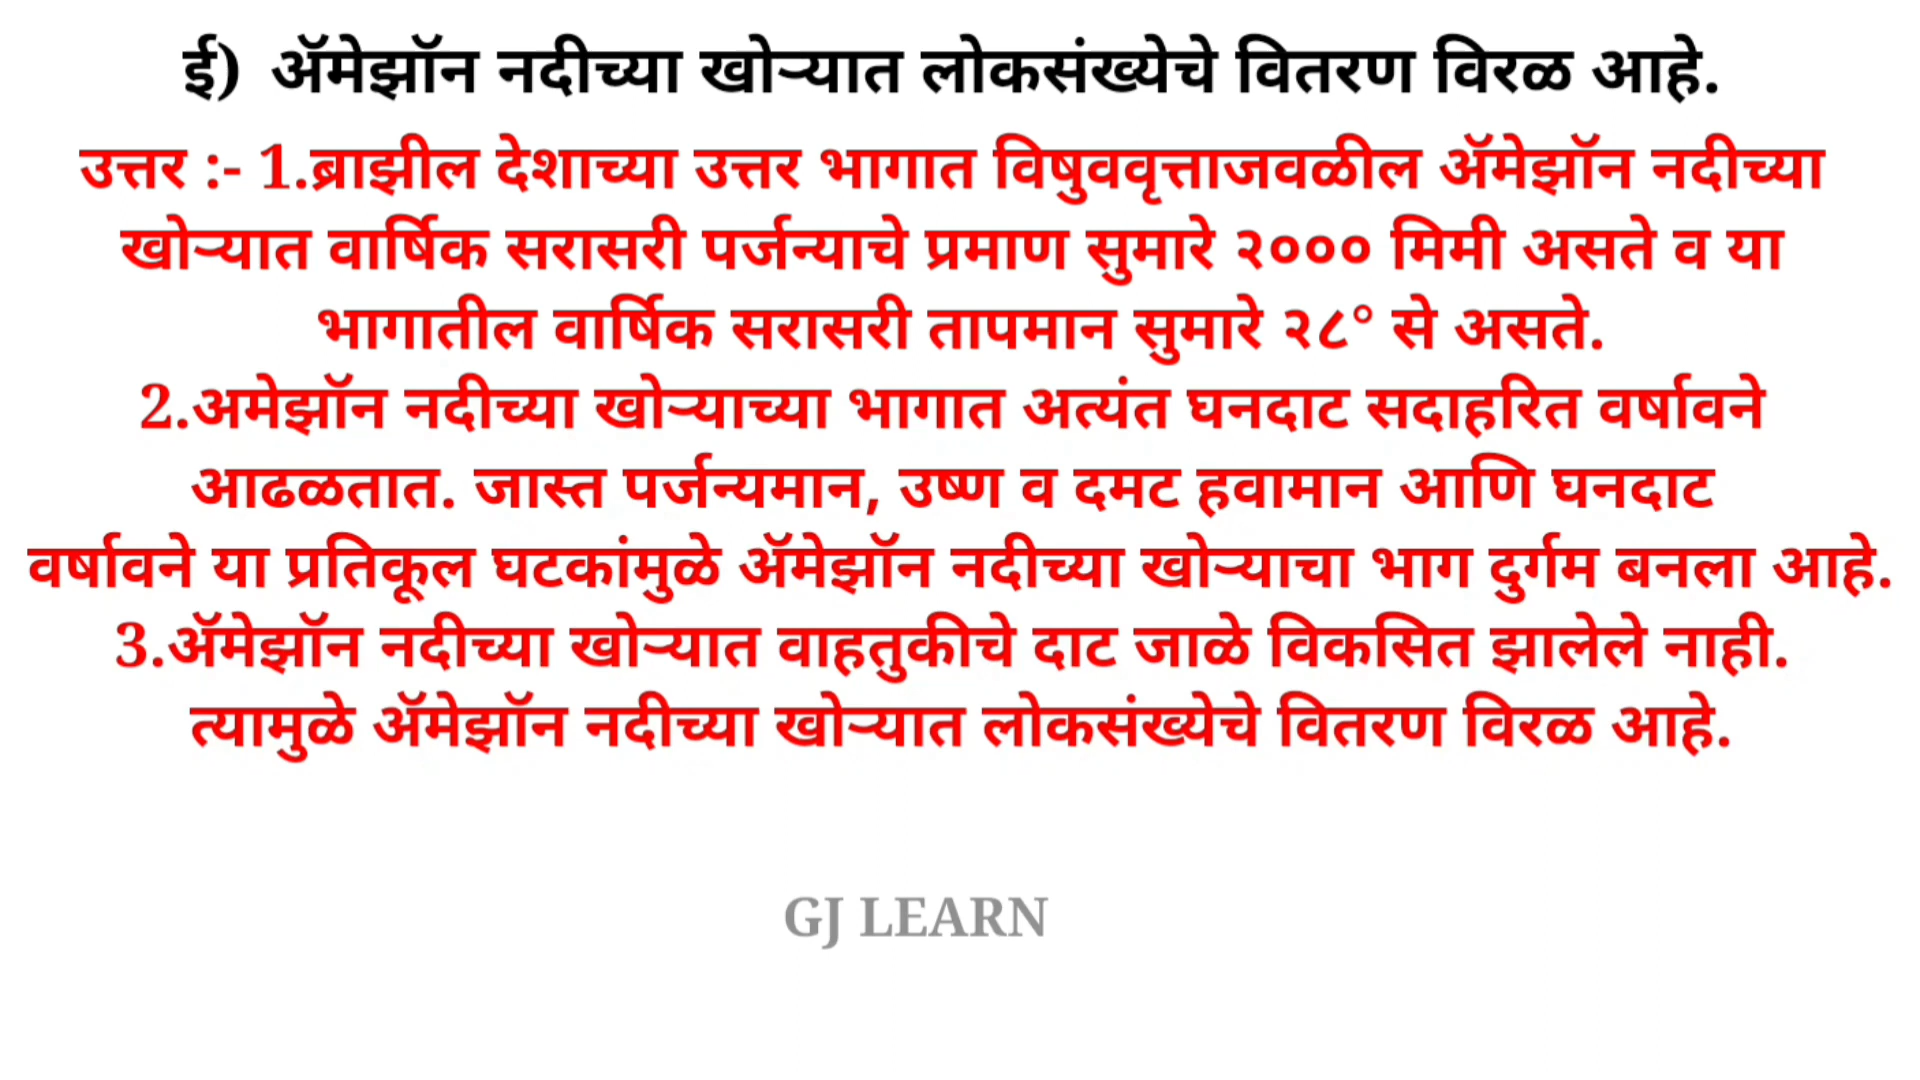 ई) ॲमेझॉन नदीच्या खोऱ्यात लोकसंख्येचे वितरण विरळ आहे.
उत्तर :- 1.ब्राझील देशाच्या उत्तर भागात विषुववृत्ताजवळील ॲमेझॉन नदीच्या
खोऱ्यात वार्षिक सरासरी पर्जन्याचे प्रमाण सुमारे २००० मिमी असते व या
भागातील वार्षिक सरासरी तापमान सुमारे २८° से असते.
2.अमेझॉन नदीच्या खोऱ्याच्या भागात अत्यंत घनदाट सदाहरित वर्षावने
आढळतात. जास्त पर्जन्यमान, उष्ण व दमट हवामान आणि घनदाट
वर्षावने या प्रतिकूल घटकांमुळे ॲमेझॉन नदीच्या खोऱ्याचा भाग दुर्गम बनला आहे.
3.ॲमेझॉन नदीच्या खोऱ्यात वाहतुकीचे दाट जाळे विकसित झालेले नाही.
त्यामुळे ॲमेझॉन नदीच्या खोऱ्यात लोकसंख्येचे वितरण विरळ आहे.
GJ LEARN